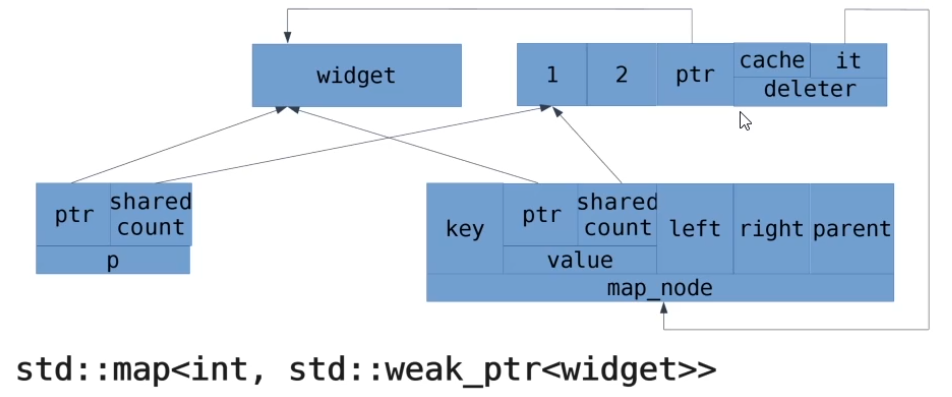 widget
1 2 ptr cache it
deleter
ptr shared count
p
key ptr shared count left right parent
value
map_node
std::map<int, std::weak_ptr<widget>>